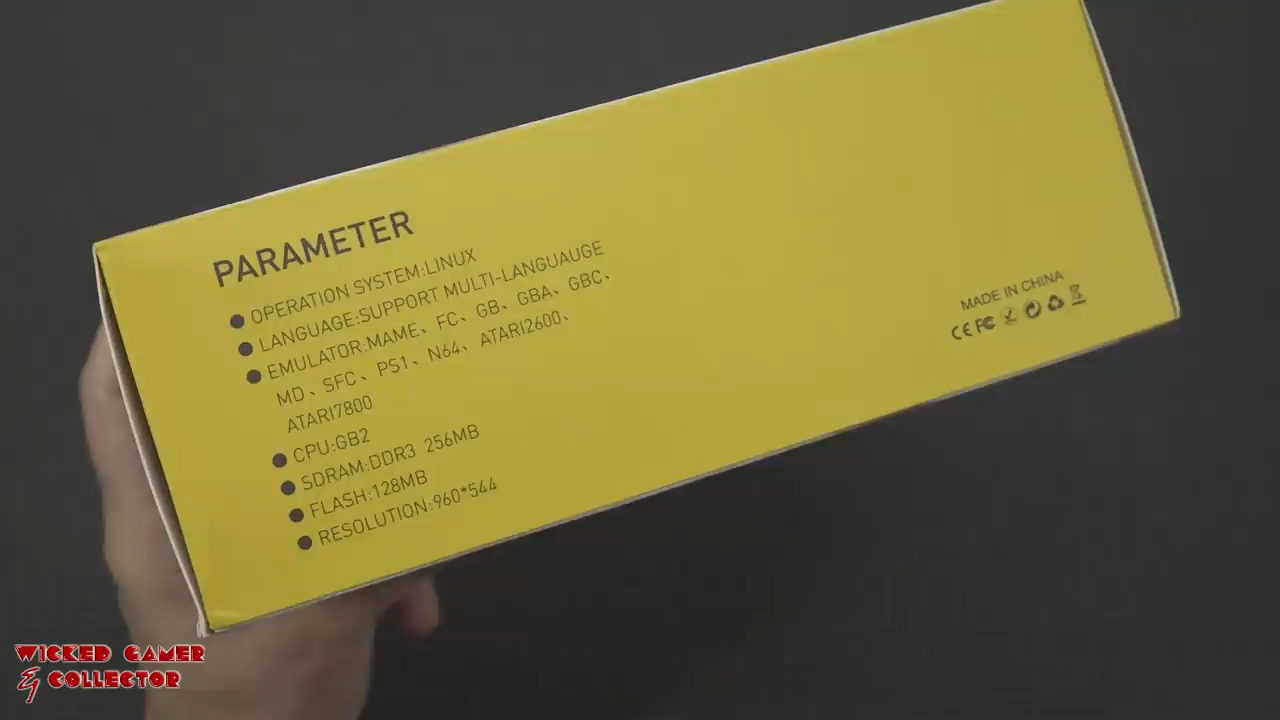 PARAMETER
OPERATION SYSTEM:LINUX
LANGUAGE:SUPPORT MULTI-LANGUAUGE
EMULATOR:MAME、FC、GB、GBA、GBC、
MD、SFC、PS1、N64、ATARI2600、
ATARI7800
CPU:GB2
SDRAM:DDR3 256MB
FLASH:128MB
RESOLUTION:960*544
MADE IN CHINA
CE FC
WICKED GAMER
& COLLECTOR